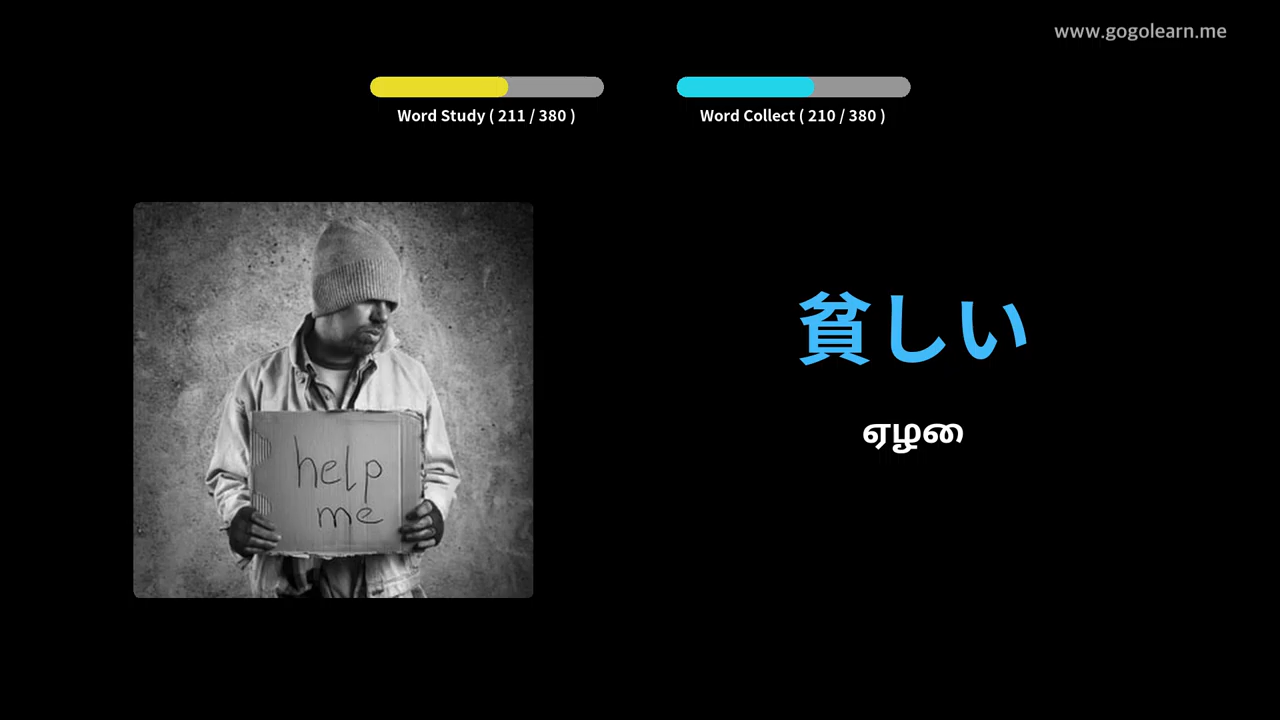 www.gogolearn.me
Word Study ( 211 / 380 )
Word Collect ( 210 / 380 )
help
me
貧しい
ஏழை